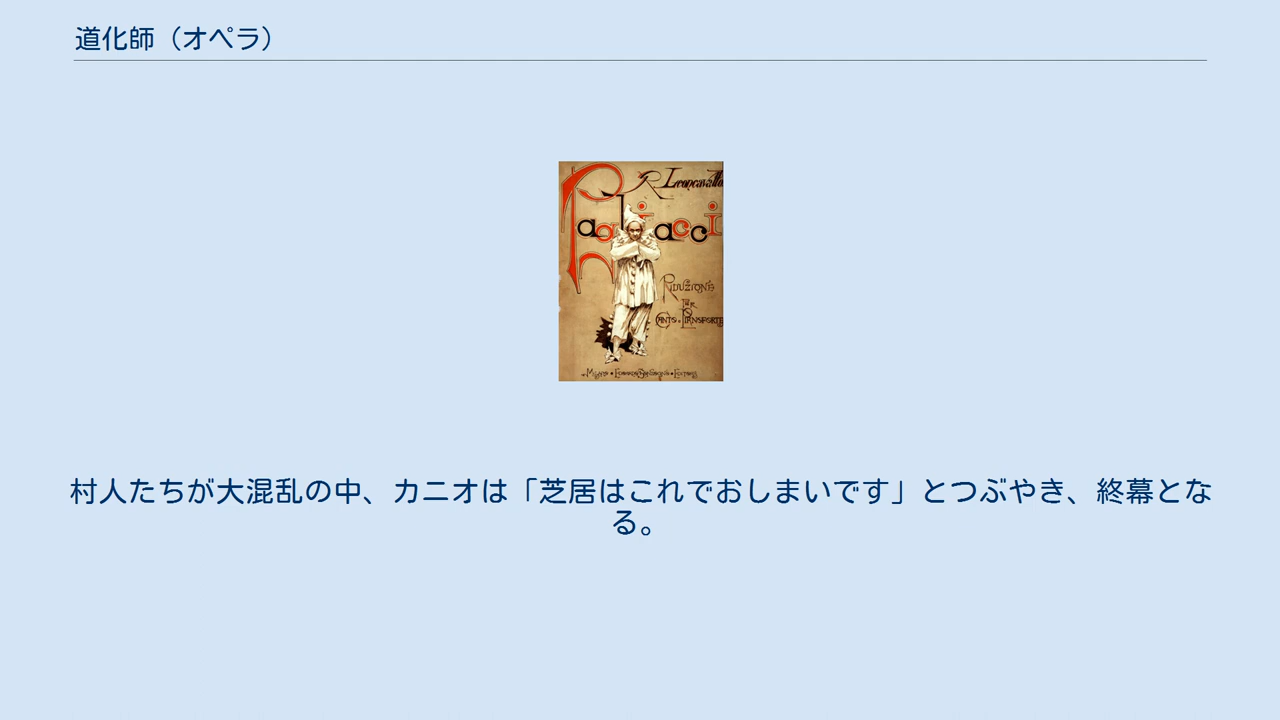 道化師（オペラ）
R. Leoncavallo
Pagliacci
Riduzione
per
Canto e Pianoforte
村人たちが大混乱の中、カニオは「芝居はこれでおしまいです」とつぶやき、終幕とな
る。